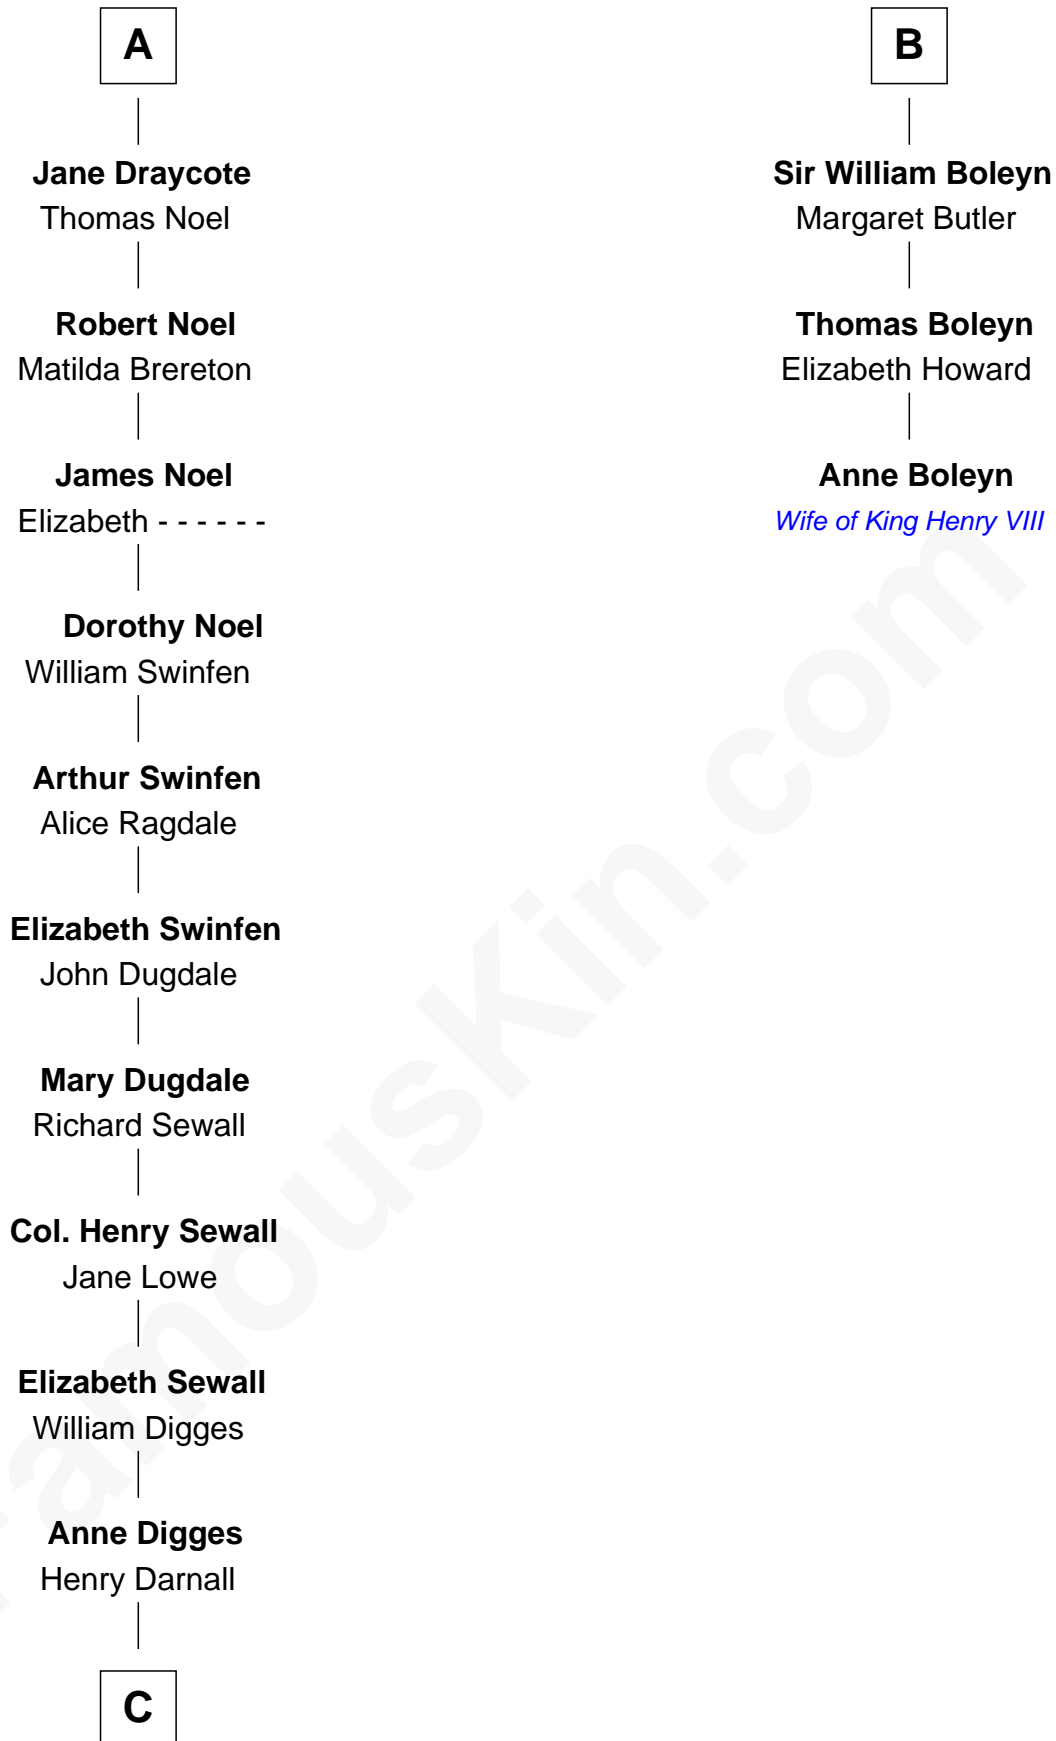 A
Jane Draycote
Thomas Noel
Robert Noel
Matilda Brereton
James Noel
Elizabeth - - - - - -
Dorothy Noel
William Swinfen
Arthur Swinfen
Alice Ragdale
Elizabeth Swinfen
John Dugdale
Mary Dugdale
Richard Sewall
Col. Henry Sewall
Jane Lowe
Elizabeth Sewall
William Digges
Anne Digges
Henry Darnall
C
B
Sir William Boleyn
Margaret Butler
Thomas Boleyn
Elizabeth Howard
Anne Boleyn
Wife of King Henry VIII
FamousKin.com